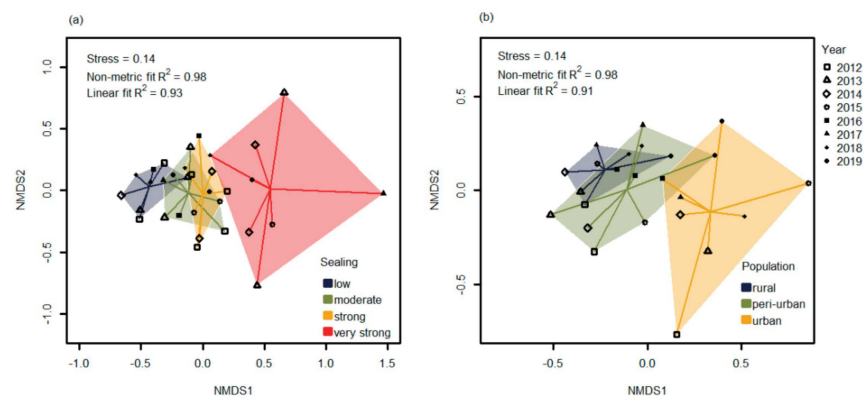 (a)
Stress = 0.14
Non-metric fit R² = 0.98
Linear fit R² = 0.93
1.0
0.5
0.0
-0.5
-1.0
NMDS2
Sealing
low
moderate
strong
very strong
-1.0 -0.5 0.0 0.5 1.0 1.5
NMDS1
(b)
Stress = 0.14
Non-metric fit R² = 0.98
Linear fit R² = 0.91
0.5
0.0
-0.5
NMDS2
Population
rural
peri-urban
urban
-0.5 0.0 0.5
NMDS1
Year
2012
2013
2014
2015
2016
2017
2018
2019